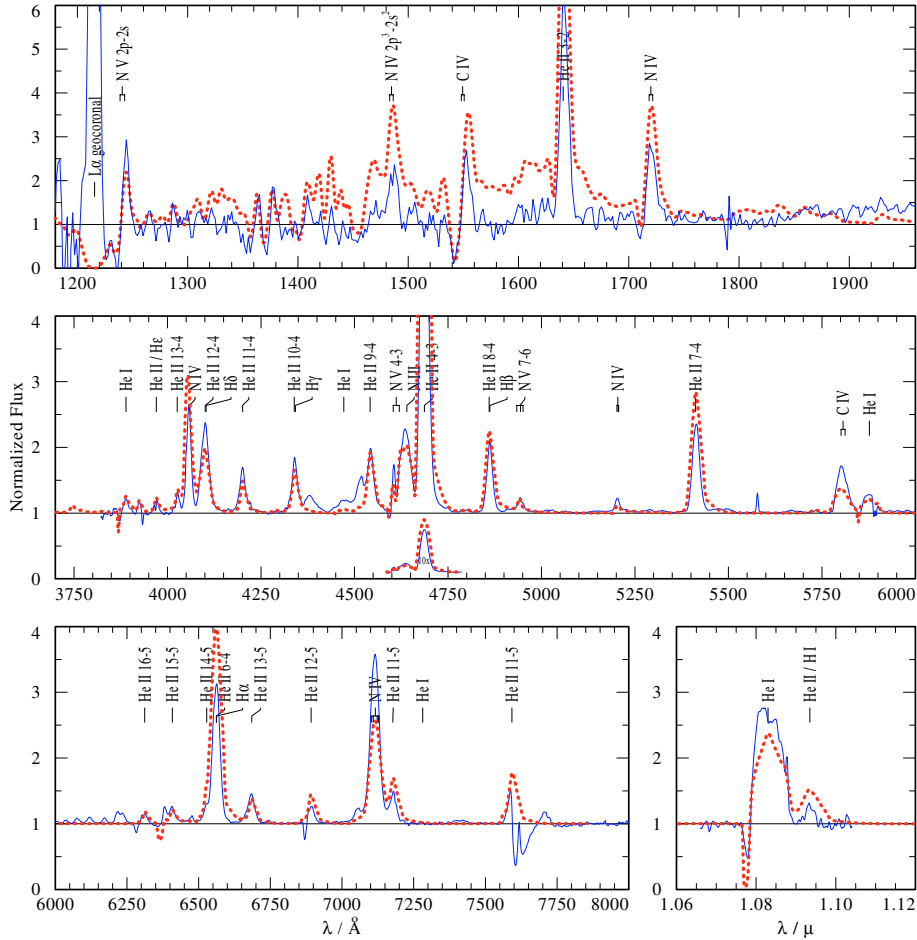 6
5
4
3
2
1
0
Lα geocoronal
N V 2p-2s
N IV 2p³-2s²
C IV
N IV
1200 1300 1400 1500 1600 1700 1800 1900
Normalized Flux
4
3
2
1
0
He I
He II / Hε
He II 13-4
N IV
He II 12-4
Hδ
He II 11-4
He II 10-4
Hγ
He I
He II 9-4
N V 4-3
N III
He II 4-3
He II 8-4
Hβ
N V 7-6
N IV
He II 7-4
C IV
He I
10x
3750 4000 4250 4500 4750 5000 5250 5500 5750 6000
4
3
2
1
0
He II 16-5
He II 15-5
He II 14-5
He II 6-4
Hα
He II 13-5
He II 12-5
N IV
He II 11-5
He I
He II 11-5
6000 6250 6500 6750 7000 7250 7500 7750 8000
λ / Å
4
3
2
1
0
He I
He II / H I
1.06 1.08 1.10 1.12
λ / μ